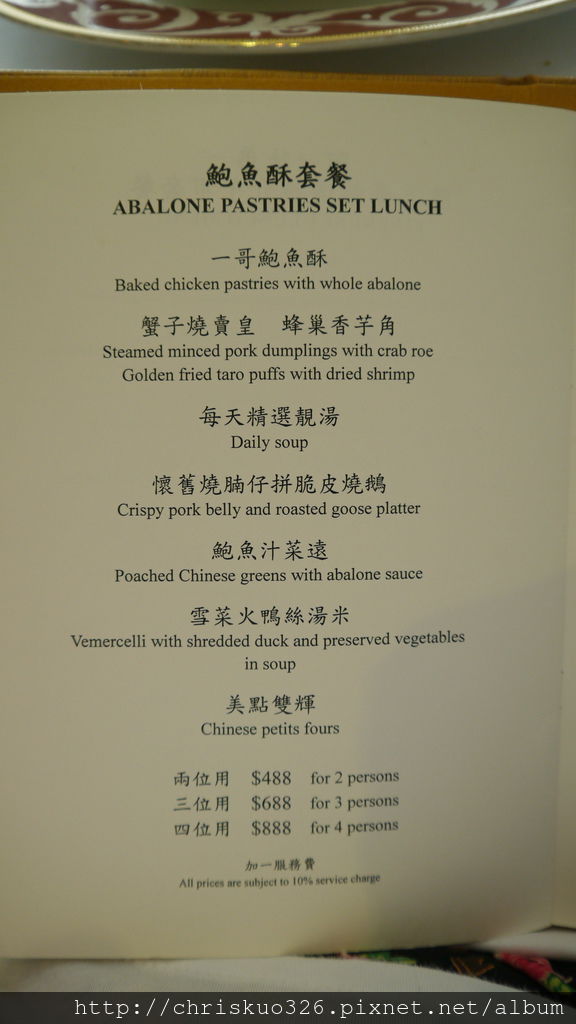 鮑魚酥套餐
ABALONE PASTRIES SET LUNCH
一哥鮑魚酥
Baked chicken pastries with whole abalone
蟹子燒賣皇 蜂巢香芋角
Steamed minced pork dumplings with crab roe
Golden fried taro puffs with dried shrimp
每天精選靚湯
Daily soup
懷舊燒腩仔拼脆皮燒鵝
Crispy pork belly and roasted goose platter
鮑魚汁菜遠
Poached Chinese greens with abalone sauce
雪菜火鴨絲湯米
Vemercelli with shredded duck and preserved vegetables
in soup
美點雙輝
Chinese petits fours
兩位用 $488 for 2 persons
三位用 $688 for 3 persons
四位用 $888 for 4 persons
加一服務費
All prices are subject to 10% service charge
http://chriskuo326.pixnet.net/album